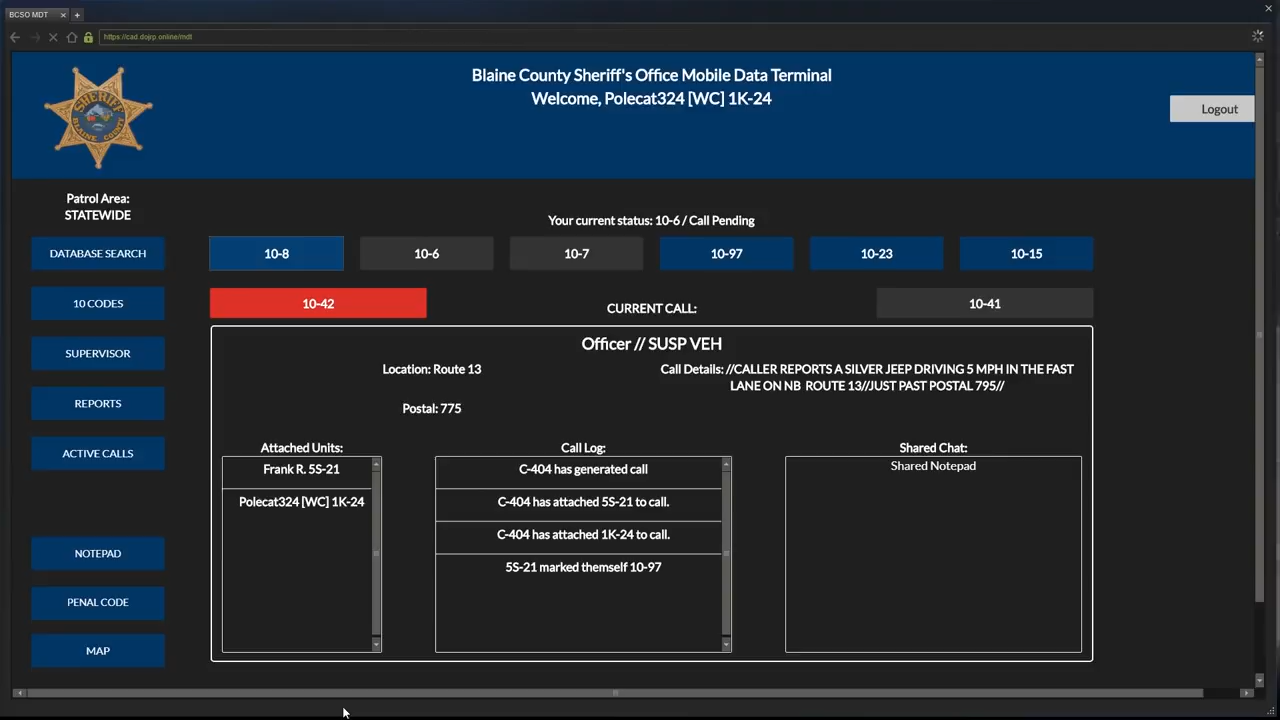 BCSO MDT
https://cad.dojrp.online/mdt
Blaine County Sheriff's Office Mobile Data Terminal
Welcome, Polecat324 [WC] 1K-24
Logout
SHERIFF
BLAINE COUNTY
Patrol Area:
STATEWIDE
Your current status: 10-6 / Call Pending
DATABASE SEARCH
10-8
10-6
10-7
10-97
10-23
10-15
10 CODES
10-42
CURRENT CALL:
10-41
SUPERVISOR
REPORTS
ACTIVE CALLS
NOTEPAD
PENAL CODE
MAP
Officer // SUSP VEH
Location: Route 13
Call Details: //CALLER REPORTS A SILVER JEEP DRIVING 5 MPH IN THE FAST
LANE ON NB ROUTE 13//JUST PAST POSTAL 795//
Postal: 775
Attached Units:
Frank R. 5S-21
Polecat324 [WC] 1K-24
Call Log:
C-404 has generated call
C-404 has attached 5S-21 to call.
C-404 has attached 1K-24 to call.
5S-21 marked themself 10-97
Shared Chat:
Shared Notepad